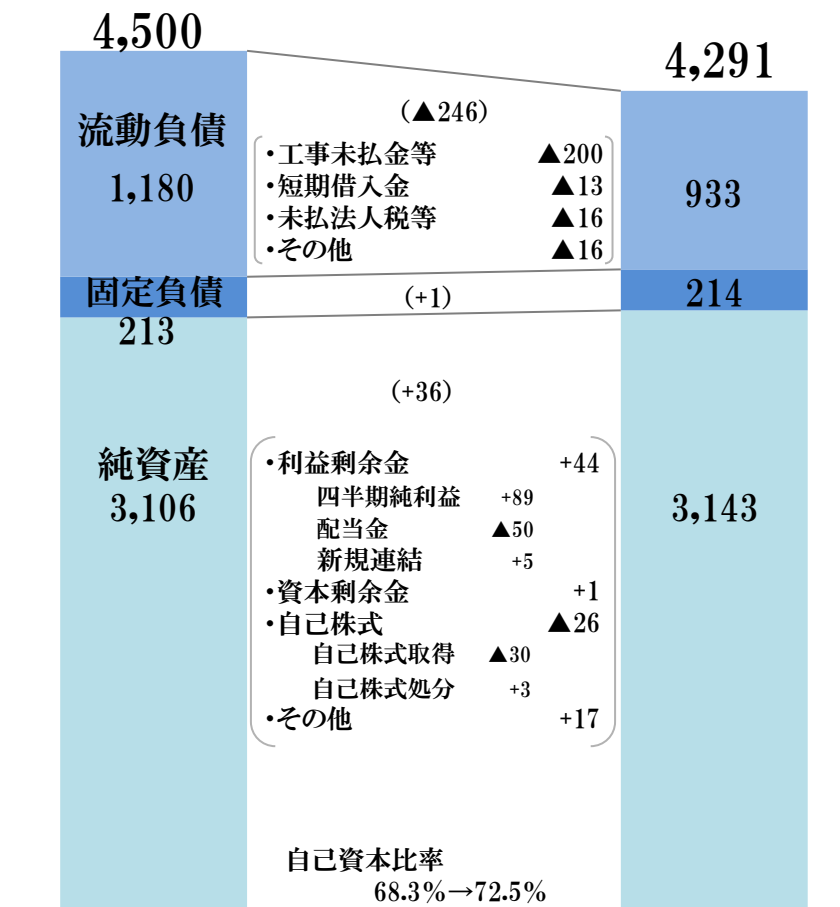 4,500
4,291
流動負債
1,180
(▲246)
・工事未払金等 ▲200
・短期借入金 ▲13
・未払法人税等 ▲16
・その他 ▲16
933
固定負債
213
(+1)
214
純資産
3,106
(+36)
・利益剰余金 +44
四半期純利益 +89
配当金 ▲50
新規連結 +5
・資本剰余金 +1
・自己株式 ▲26
自己株式取得 ▲30
自己株式処分 +3
・その他 +17
3,143
自己資本比率
68.3%→72.5%